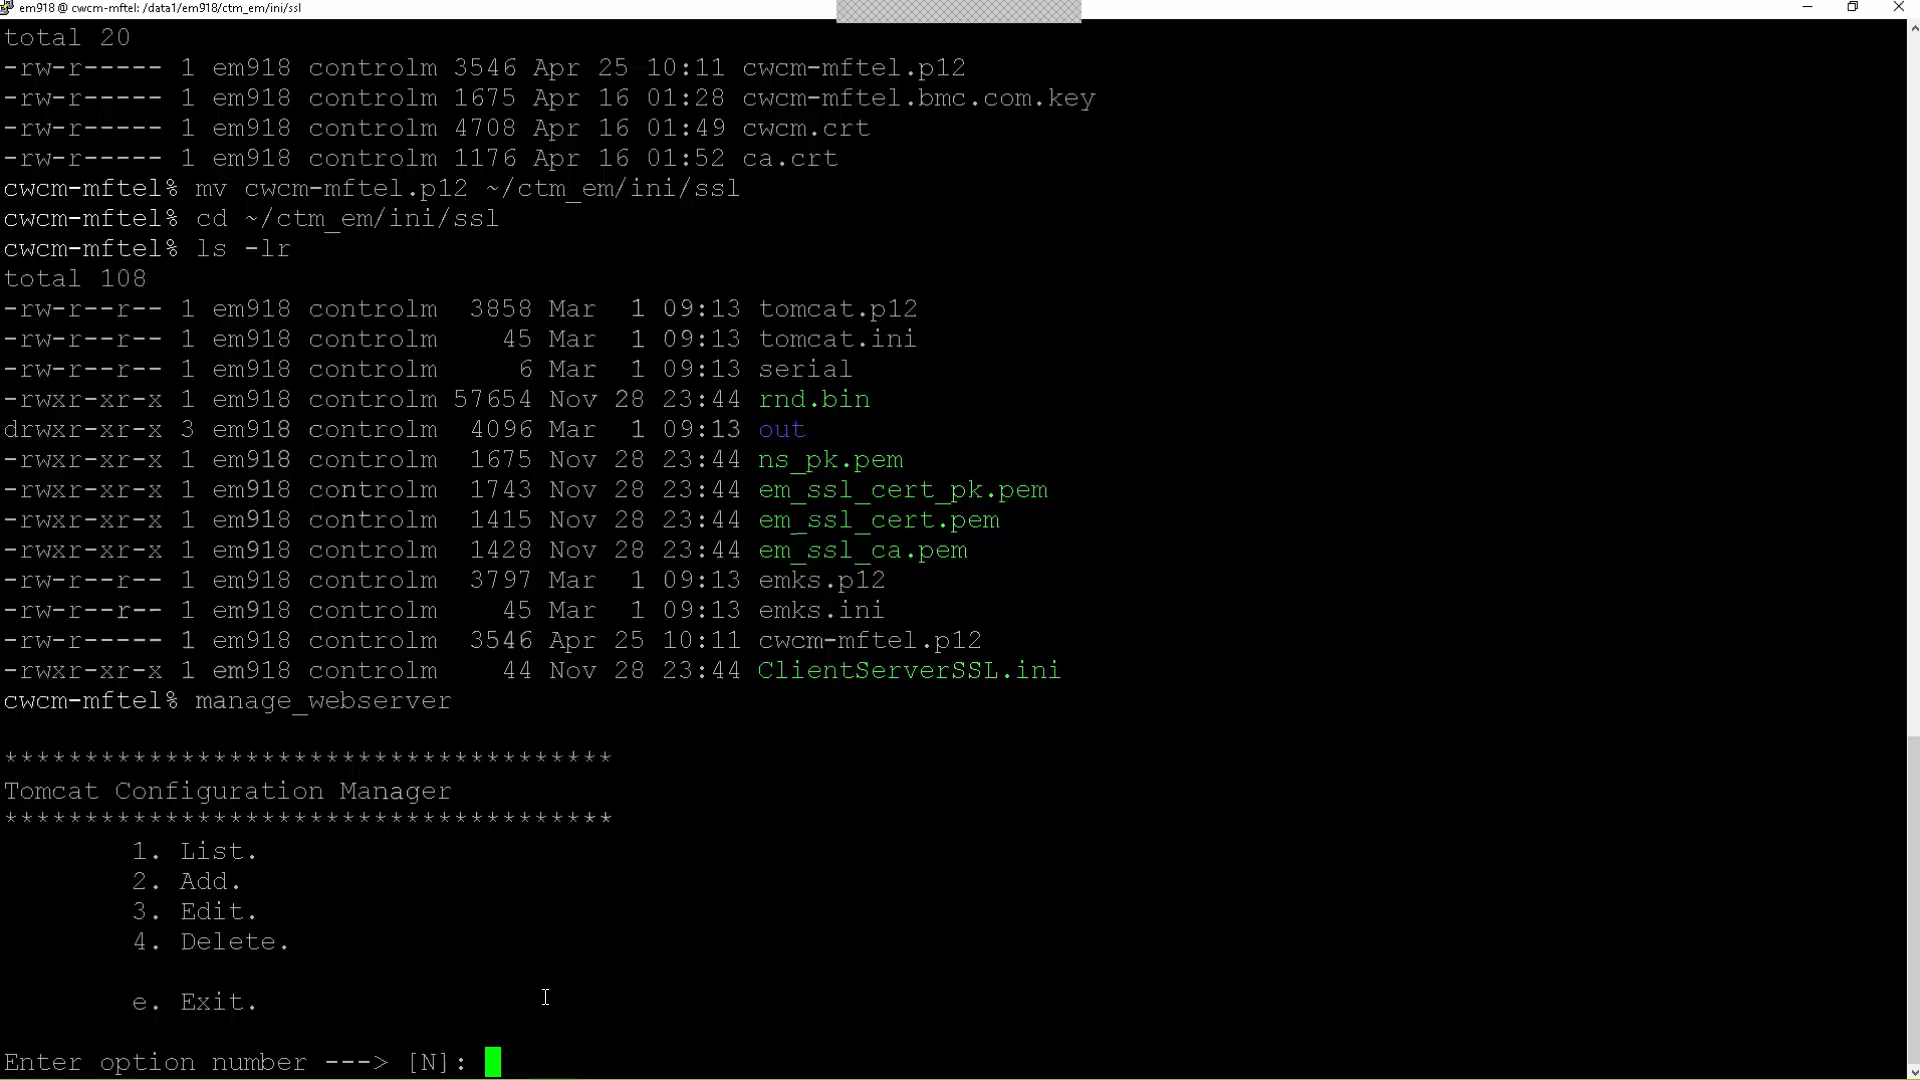 em918 @ cwcm-mftel: /data1/em918/ctm_em/ini/ssl
total 20
-rw-r----- 1 em918 controlm 3546 Apr 25 10:11 cwcm-mftel.p12
-rw-r----- 1 em918 controlm 1675 Apr 16 01:28 cwcm-mftel.bmc.com.key
-rw-r----- 1 em918 controlm 4708 Apr 16 01:49 cwcm.crt
-rw-r----- 1 em918 controlm 1176 Apr 16 01:52 ca.crt
cwcm-mftel% mv cwcm-mftel.p12 ~/ctm_em/ini/ssl
cwcm-mftel% cd ~/ctm_em/ini/ssl
cwcm-mftel% ls -lr
total 108
-rw-r--r-- 1 em918 controlm  3858 Mar  1 09:13 tomcat.p12
-rw-r--r-- 1 em918 controlm    45 Mar  1 09:13 tomcat.ini
-rw-r--r-- 1 em918 controlm     6 Mar  1 09:13 serial
-rwxr-xr-x 1 em918 controlm 57654 Nov 28 23:44 rnd.bin
drwxr-xr-x 3 em918 controlm  4096 Mar  1 09:13 out
-rwxr-xr-x 1 em918 controlm  1675 Nov 28 23:44 ns_pk.pem
-rwxr-xr-x 1 em918 controlm  1743 Nov 28 23:44 em_ssl_cert_pk.pem
-rwxr-xr-x 1 em918 controlm  1415 Nov 28 23:44 em_ssl_cert.pem
-rwxr-xr-x 1 em918 controlm  1428 Nov 28 23:44 em_ssl_ca.pem
-rw-r--r-- 1 em918 controlm  3797 Mar  1 09:13 emks.p12
-rw-r--r-- 1 em918 controlm    45 Mar  1 09:13 emks.ini
-rw-r----- 1 em918 controlm  3546 Apr 25 10:11 cwcm-mftel.p12
-rwxr-xr-x 1 em918 controlm    44 Nov 28 23:44 ClientServerSSL.ini
cwcm-mftel% manage_webserver
**************************************
Tomcat Configuration Manager
**************************************
1. List.
2. Add.
3. Edit.
4. Delete.
e. Exit.
Enter option number ---> [N]: